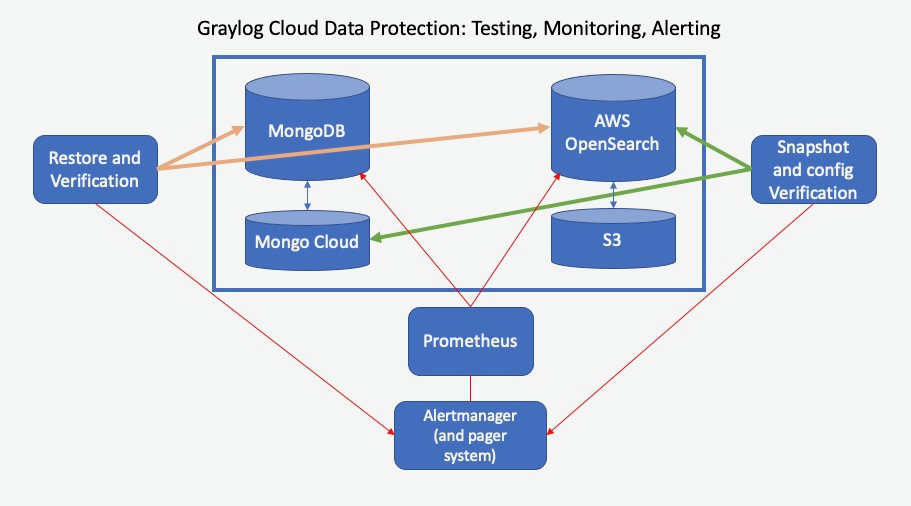 Graylog Cloud Data Protection: Testing, Monitoring, Alerting
MongoDB
AWS
OpenSearch
Restore and
Verification
Snapshot
and config
Verification
Mongo Cloud
S3
Prometheus
Alertmanager
(and pager
system)